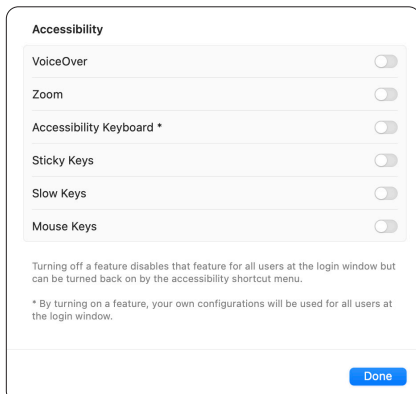 Accessibility
VoiceOver
Zoom
Accessibility Keyboard *
Sticky Keys
Slow Keys
Mouse Keys
Turning off a feature disables that feature for all users at the login window but
can be turned back on by the accessibility shortcut menu.
* By turning on a feature, your own configurations will be used for all users at
the login window.
Done